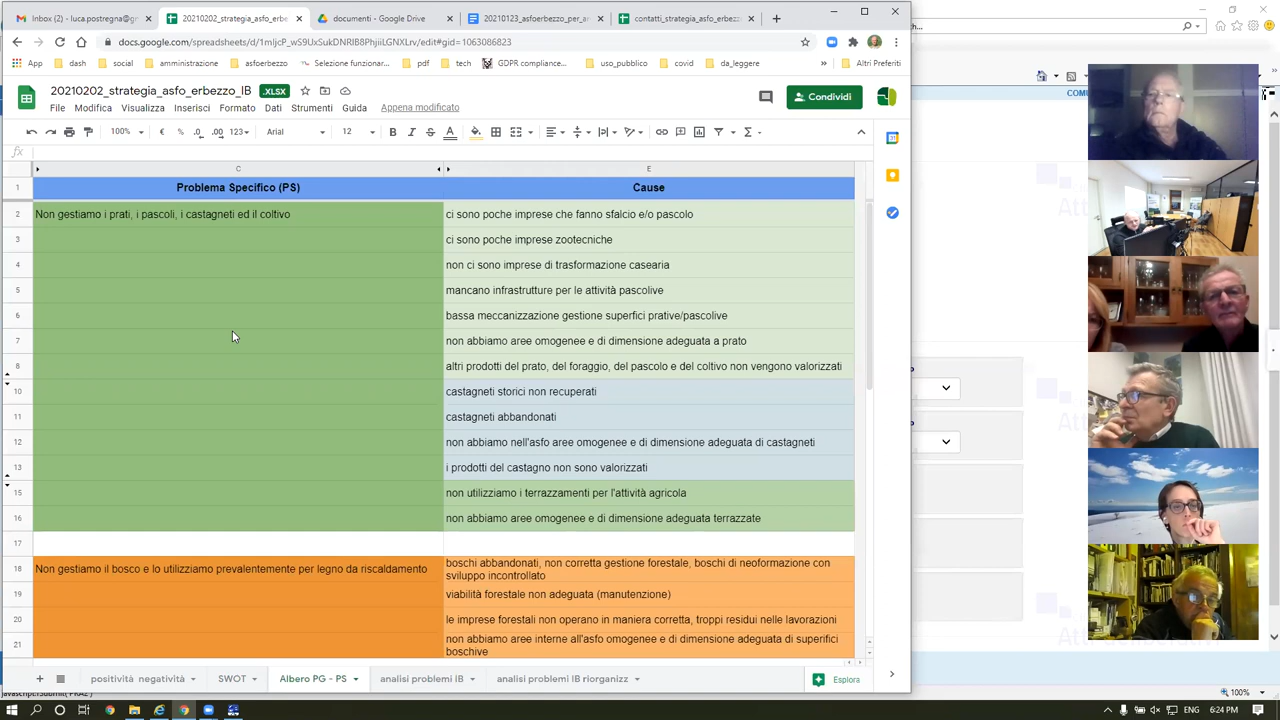 Inbox (2) - luca.postregna@gr
20210202_strategia_asfo_erbe
documenti - Google Drive
20210123_asfoerbezzo_per_ar
contatti_strategia_asfo_erbezz
docs.google.com/spreadsheets/d/1mIjcP_wS9UxSukDNRIB8PhjiiLGNXLrv/edit#gid=1063086823
App
dash
social
amministrazione
asfoerbezzo
Selezione funzionar...
pdf
tech
GDPR compliance...
uso_pubblico
covid
da_leggere
»
Altri Preferiti
20210202_strategia_asfo_erbezzo_IB
.XLSX
File Modifica Visualizza Inserisci Formato Dati Strumenti Guida Appena modificato
Condividi
100% € % .0 .00 123 Arial 12
fx
C E
1 Problema Specifico (PS) Cause
2 Non gestiamo i prati, i pascoli, i castagneti ed il coltivo ci sono poche imprese che fanno sfalcio e/o pascolo
3 ci sono poche imprese zootecniche
4 non ci sono imprese di trasformazione casearia
5 mancano infrastrutture per le attività pascolive
6 bassa meccanizzazione gestione superfici prative/pascolive
7 non abbiamo aree omogenee e di dimensione adeguata a prato
8 altri prodotti del prato, del foraggio, del pascolo e del coltivo non vengono valorizzati
10 castagneti storici non recuperati
11 castagneti abbandonati
12 non abbiamo nell'asfo aree omogenee e di dimensione adeguata di castagneti
13 i prodotti del castagno non sono valorizzati
15 non utilizziamo i terrazzamenti per l'attività agricola
16 non abbiamo aree omogenee e di dimensione adeguata terrazzate
17
18 Non gestiamo il bosco e lo utilizziamo prevalentemente per legno da riscaldamento boschi abbandonati, non corretta gestione forestale, boschi di neoformazione con
sviluppo incontrollato
19 viabilità forestale non adeguata (manutenzione)
20 le imprese forestali non operano in maniera corretta, troppi residui nelle lavorazioni
21 non abbiamo aree interne all'asfo omogenee e di dimensione adeguata di superifici
boschive
positività negatività
SWOT
Albero PG - PS
analisi problemi IB
analisi problemi IB riorganizz
Esplora
COMU
100%
ENG 6:24 PM